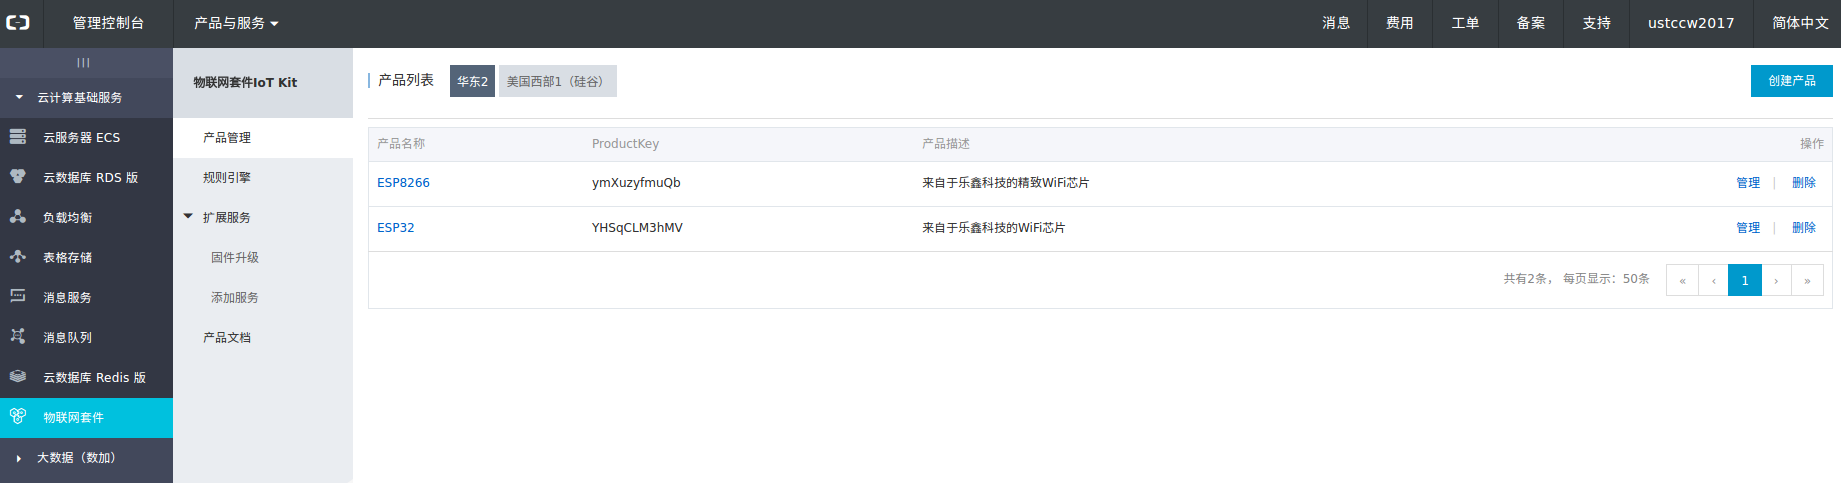 管理控制台 产品与服务 消息 费用 工单 备案 支持 ustccw2017 简体中文
云计算基础服务
云服务器 ECS
云数据库 RDS 版
负载均衡
表格存储
消息服务
消息队列
云数据库 Redis 版
物联网套件
大数据（数加）
物联网套件IoT Kit
产品管理
规则引擎
扩展服务
固件升级
添加服务
产品文档
产品列表 华东2 美国西部1（硅谷） 创建产品
产品名称 ProductKey 产品描述 操作
ESP8266 ymXuzyfmuQb 来自于乐鑫科技的精致WiFi芯片 管理 | 删除
ESP32 YHSqCLM3hMV 来自于乐鑫科技的WiFi芯片 管理 | 删除
共有2条， 每页显示：50条 « ‹ 1 › »